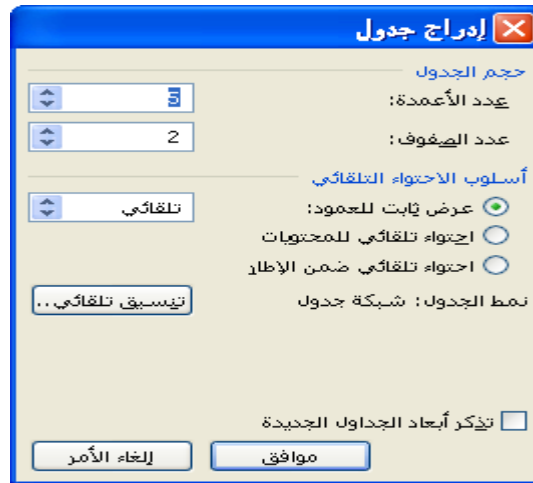 إدراج جدول
حجم الجدول
عدد الأعمدة: 5
عدد الصفوف: 2
أسلوب الاحتواء التلقائي
عرض ثابت للعمود: تلقائي
احتواء تلقائي للمحتويات
احتواء تلقائي ضمن الإطار
نمط الجدول: شبكة جدول تنسيق تلقائي..
تذكر أبعاد الجداول الجديدة
موافق إلغاء الأمر